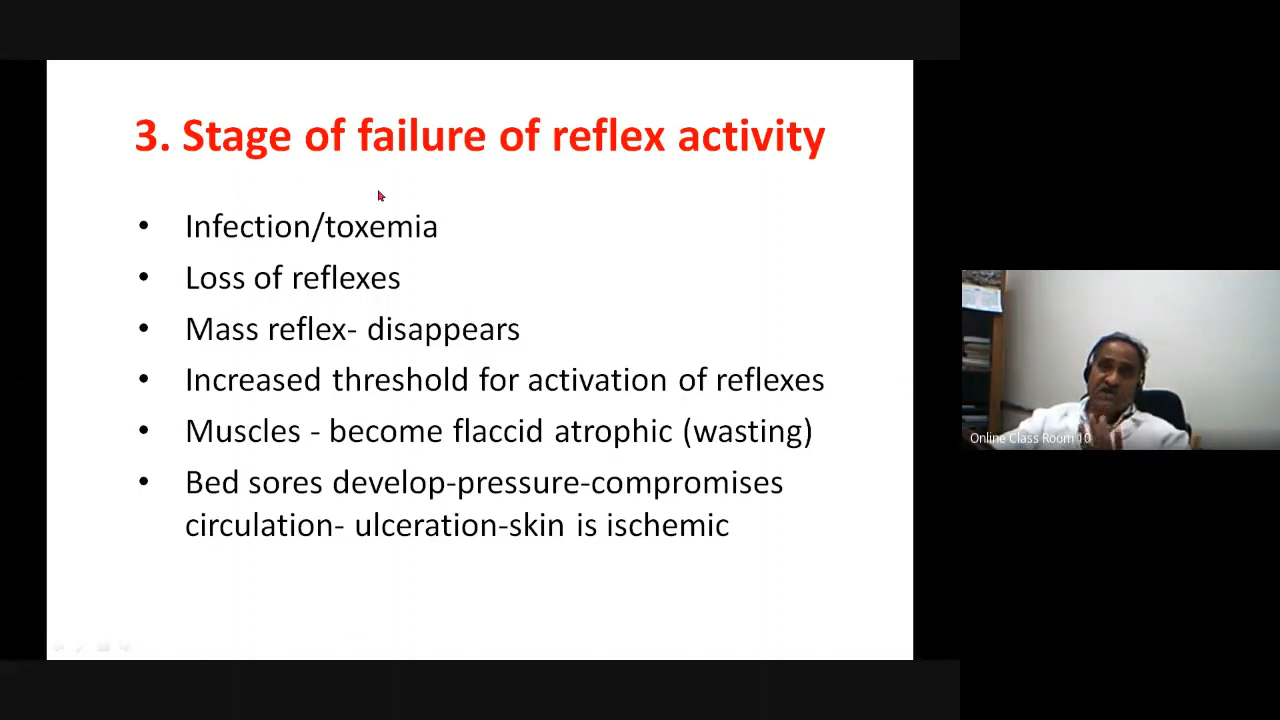 3. Stage of failure of reflex activity
• Infection/toxemia
• Loss of reflexes
• Mass reflex- disappears
• Increased threshold for activation of reflexes
• Muscles - become flaccid atrophic (wasting)
• Bed sores develop-pressure-compromises
circulation- ulceration-skin is ischemic
Online Class Room 10